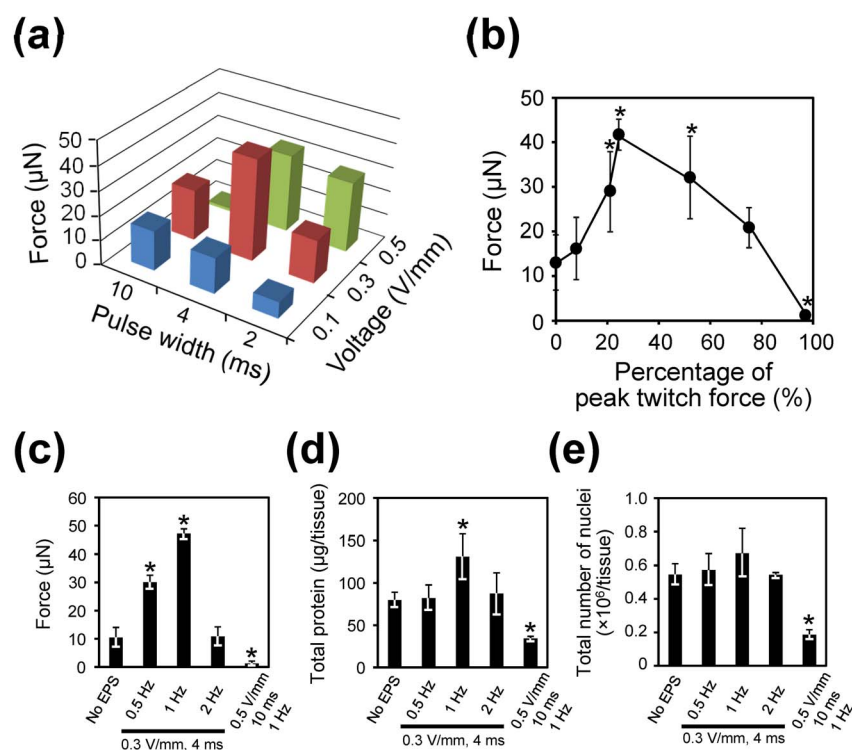 (a)
50
40
30
20
10
0
Force (μN)
10
4
2
Pulse width (ms)
0.1
0.3
0.5
Voltage (V/mm)
(b)
50
40
30
20
10
0
Force (μN)
*
*
*
*
0 20 40 60 80 100
Percentage of
peak twitch force (%)
(c)
60
50
40
30
20
10
0
Force (μN)
*
*
*
No EPS
0.5 Hz
1 Hz
2 Hz
0.5 V/mm
10 ms
1 Hz
0.3 V/mm, 4 ms
(d)
200
150
100
50
0
Total protein (μg/tissue)
*
*
No EPS
0.5 Hz
1 Hz
2 Hz
0.5 V/mm
10 ms
1 Hz
0.3 V/mm, 4 ms
(e)
1.0
0.8
0.6
0.4
0.2
0
Total number of nuclei
(×10⁶/tissue)
*
No EPS
0.5 Hz
1 Hz
2 Hz
0.5 V/mm
10 ms
1 Hz
0.3 V/mm, 4 ms